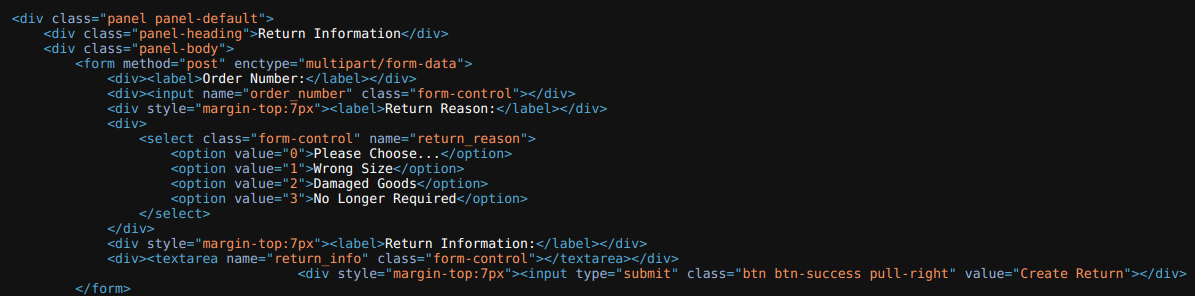 <div class="panel panel-default">
<div class="panel-heading">Return Information</div>
<div class="panel-body">
<form method="post" enctype="multipart/form-data">
<div><label>Order Number:</label></div>
<div><input name="order_number" class="form-control"></div>
<div style="margin-top:7px"><label>Return Reason:</label></div>
<div>
<select class="form-control" name="return_reason">
<option value="0">Please Choose...</option>
<option value="1">Wrong Size</option>
<option value="2">Damaged Goods</option>
<option value="3">No Longer Required</option>
</select>
</div>
<div style="margin-top:7px"><label>Return Information:</label></div>
<div><textarea name="return_info" class="form-control"></textarea></div>
<div style="margin-top:7px"><input type="submit" class="btn btn-success pull-right" value="Create Return"></div>
</form>